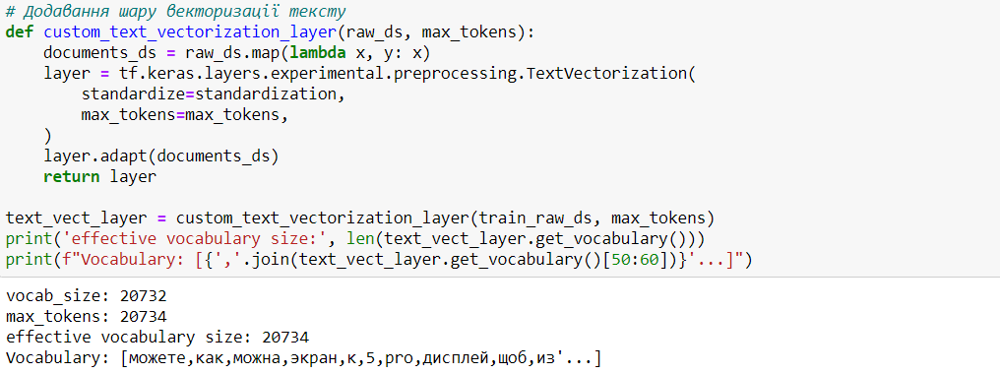 # Додавання шару векторизації тексту
def custom_text_vectorization_layer(raw_ds, max_tokens):
    documents_ds = raw_ds.map(lambda x, y: x)
    layer = tf.keras.layers.experimental.preprocessing.TextVectorization(
        standardize=standardization,
        max_tokens=max_tokens,
    )
    layer.adapt(documents_ds)
    return layer

text_vect_layer = custom_text_vectorization_layer(train_raw_ds, max_tokens)
print('effective vocabulary size:', len(text_vect_layer.get_vocabulary()))
print(f"Vocabulary: [{','.join(text_vect_layer.get_vocabulary()[50:60])}'...]")
vocab_size: 20732
max_tokens: 20734
effective vocabulary size: 20734
Vocabulary: [можете,как,можна,экран,к,5,pro,дисплей,щоб,из'...]